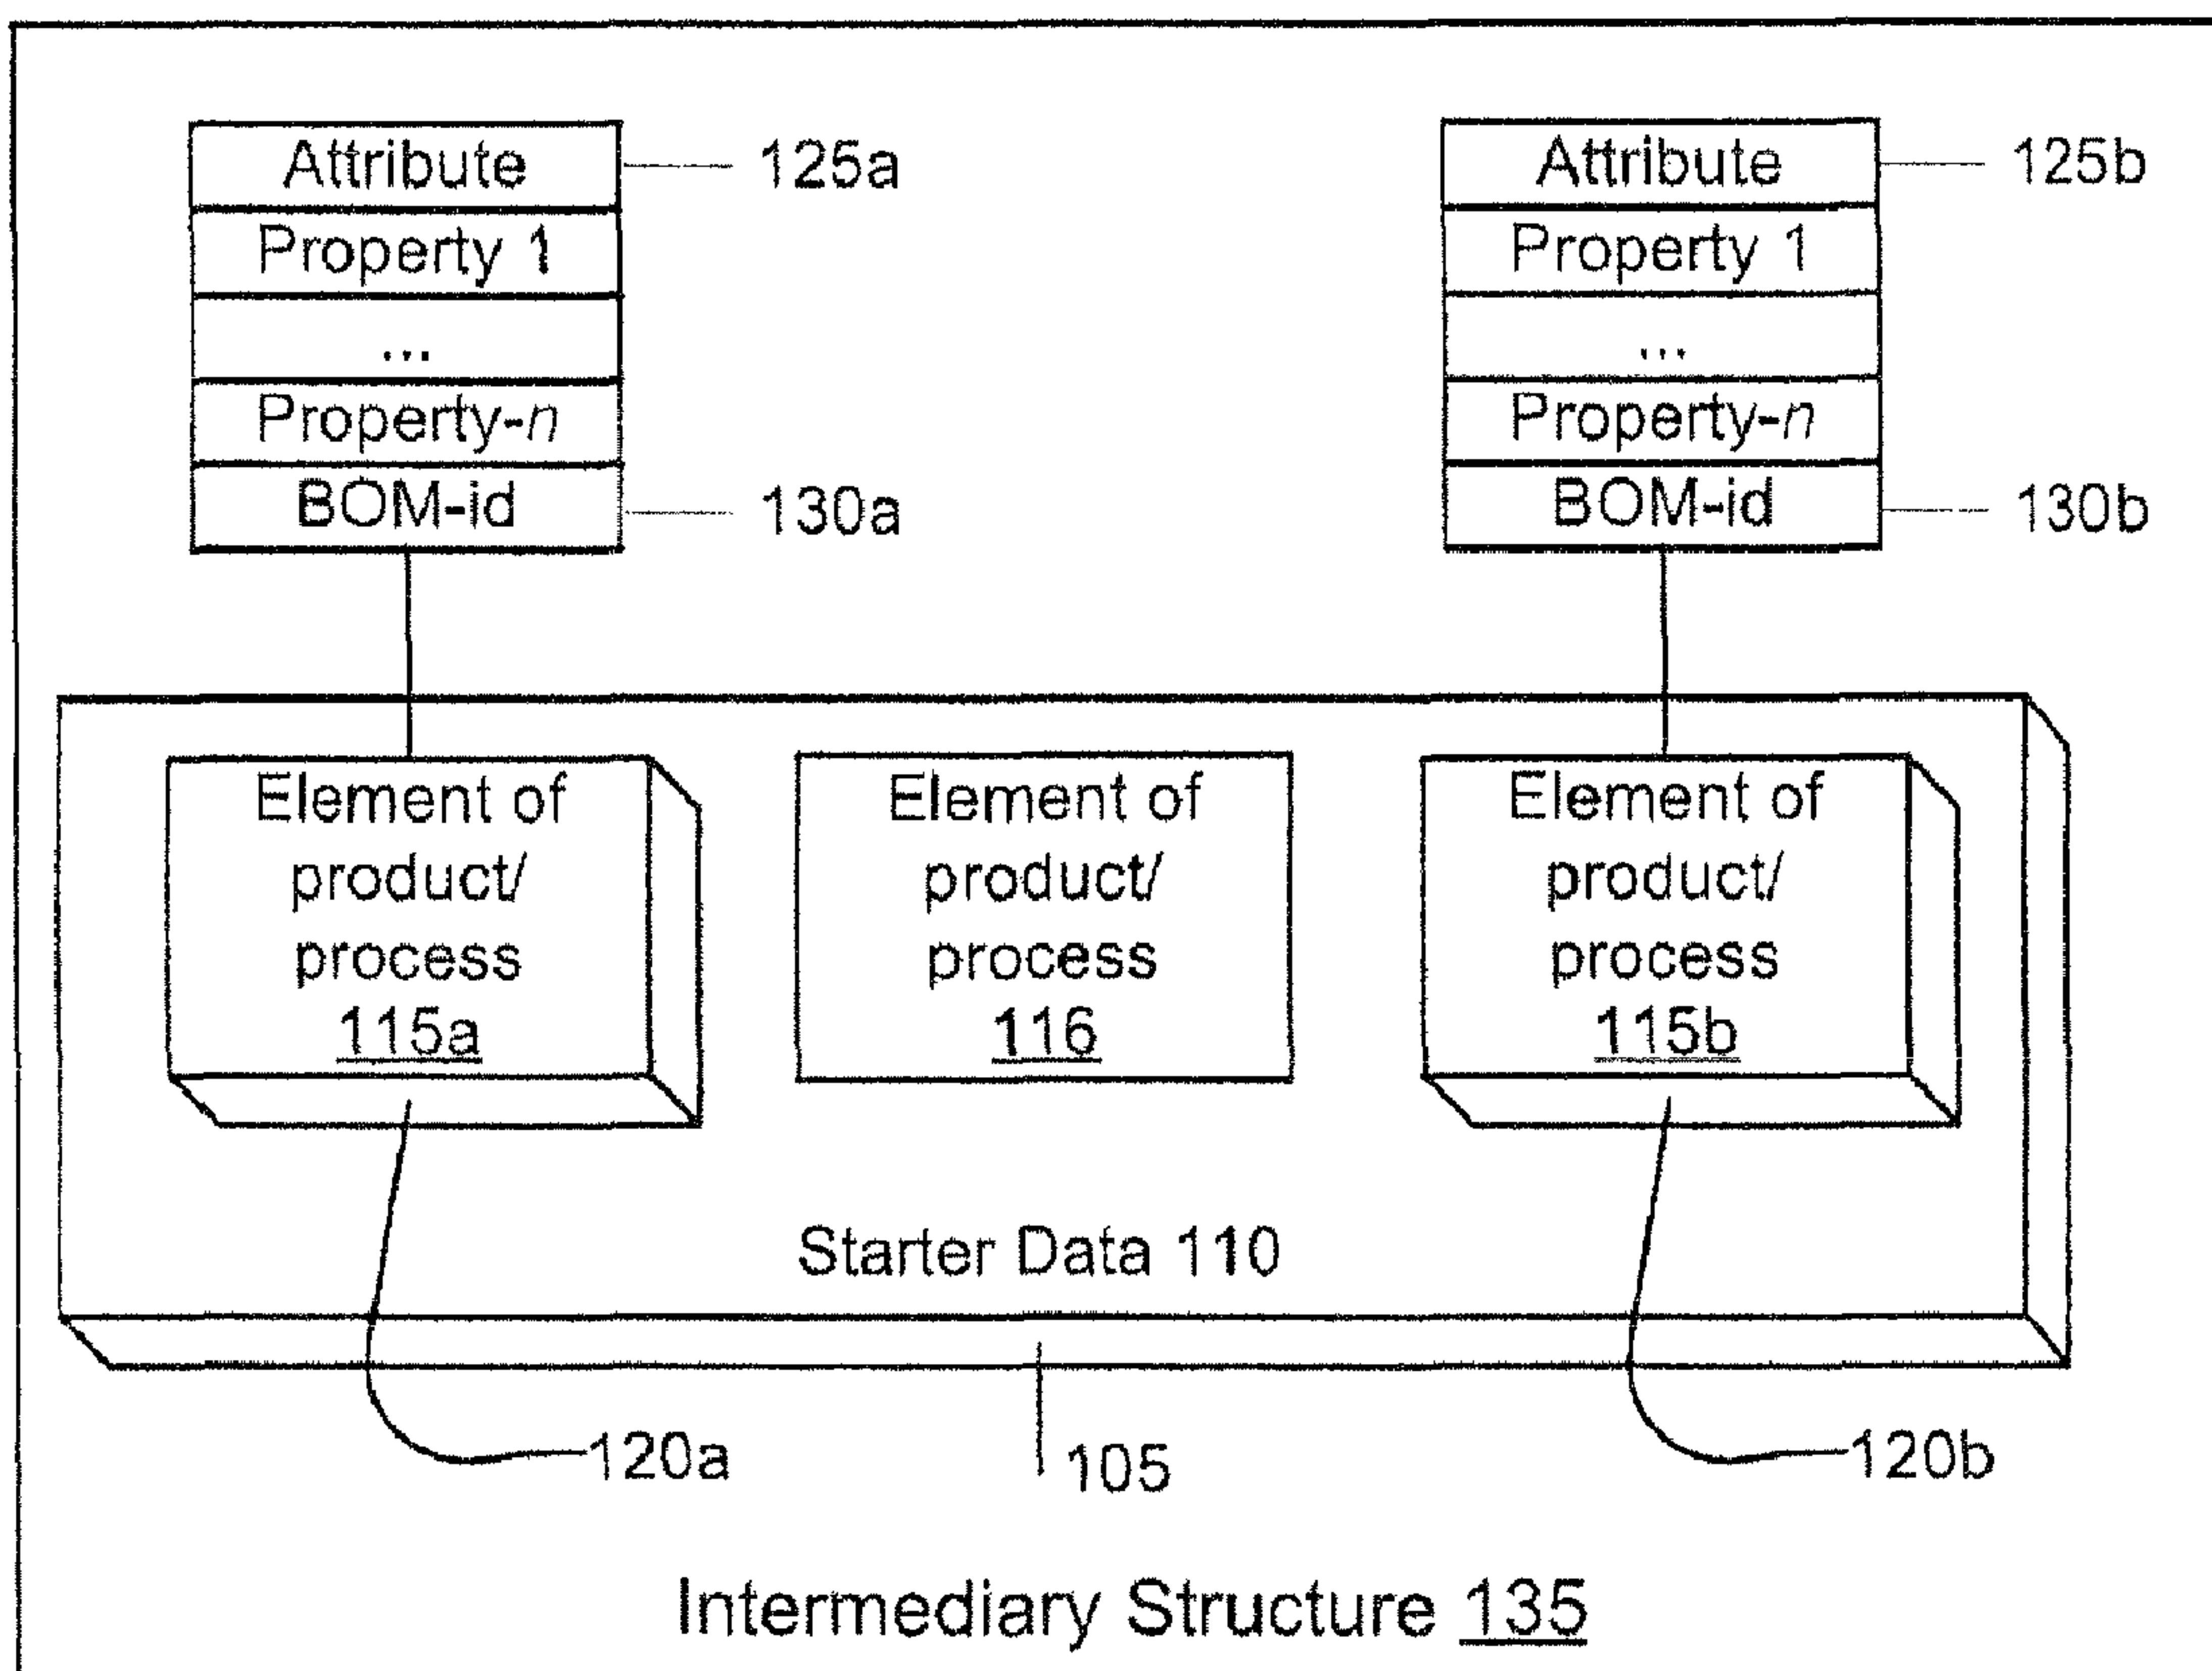 Attribute
125a
Property 1
...
Property-n
BOM-id
130a
Attribute
125b
Property 1
...
Property-n
BOM-id
130b
Element of
product/
process
115a
Element of
product/
process
116
Element of
product/
process
115b
Starter Data 110
120a
105
120b
Intermediary Structure 135